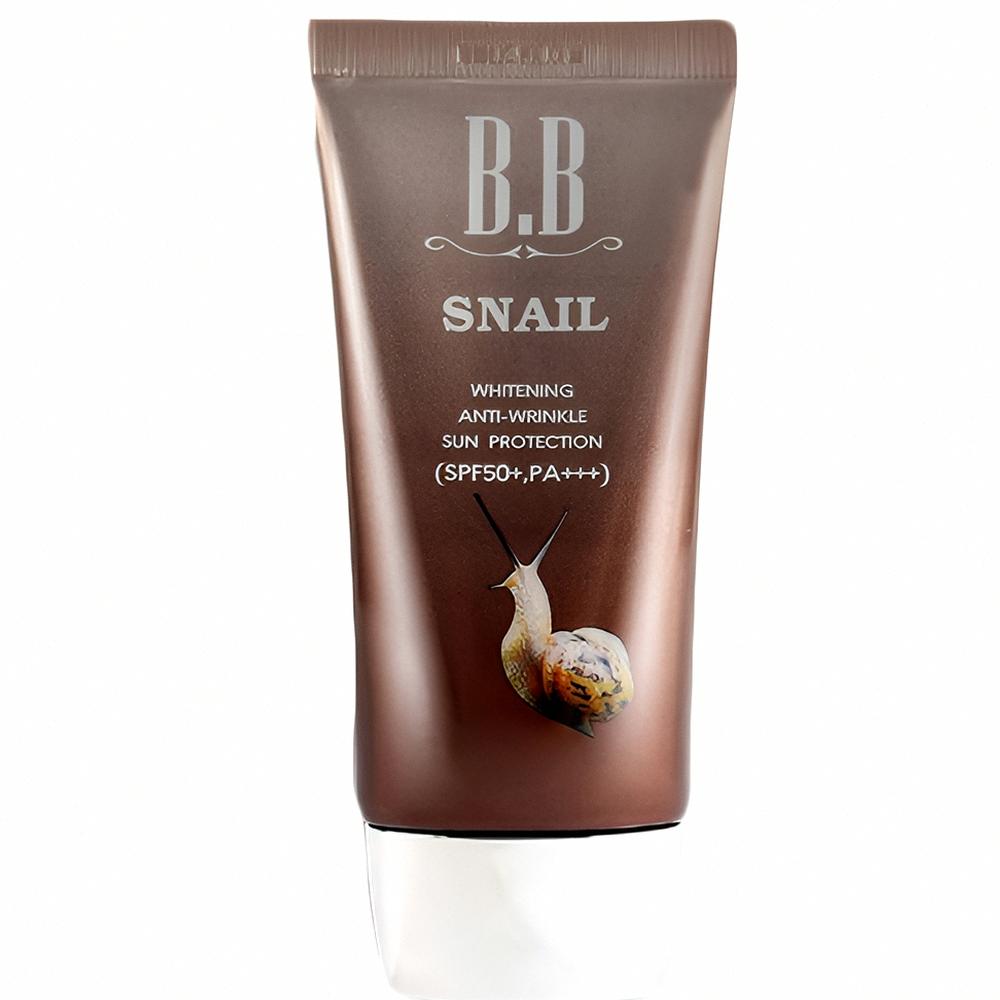 B.B
SNAIL
WHITENING
ANTI-WRINKLE
SUN PROTECTION
(SPF50+,PA+++)